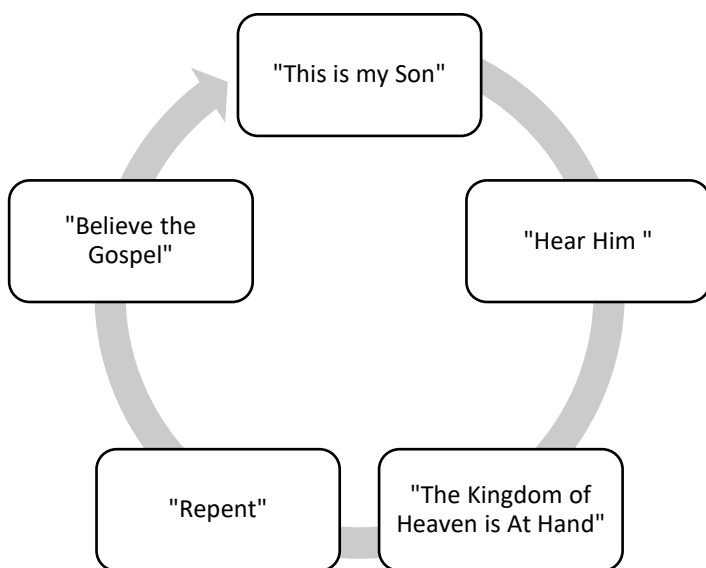 "This is my Son"
"Hear Him "
"The Kingdom of
Heaven is At Hand"
"Repent"
"Believe the
Gospel"